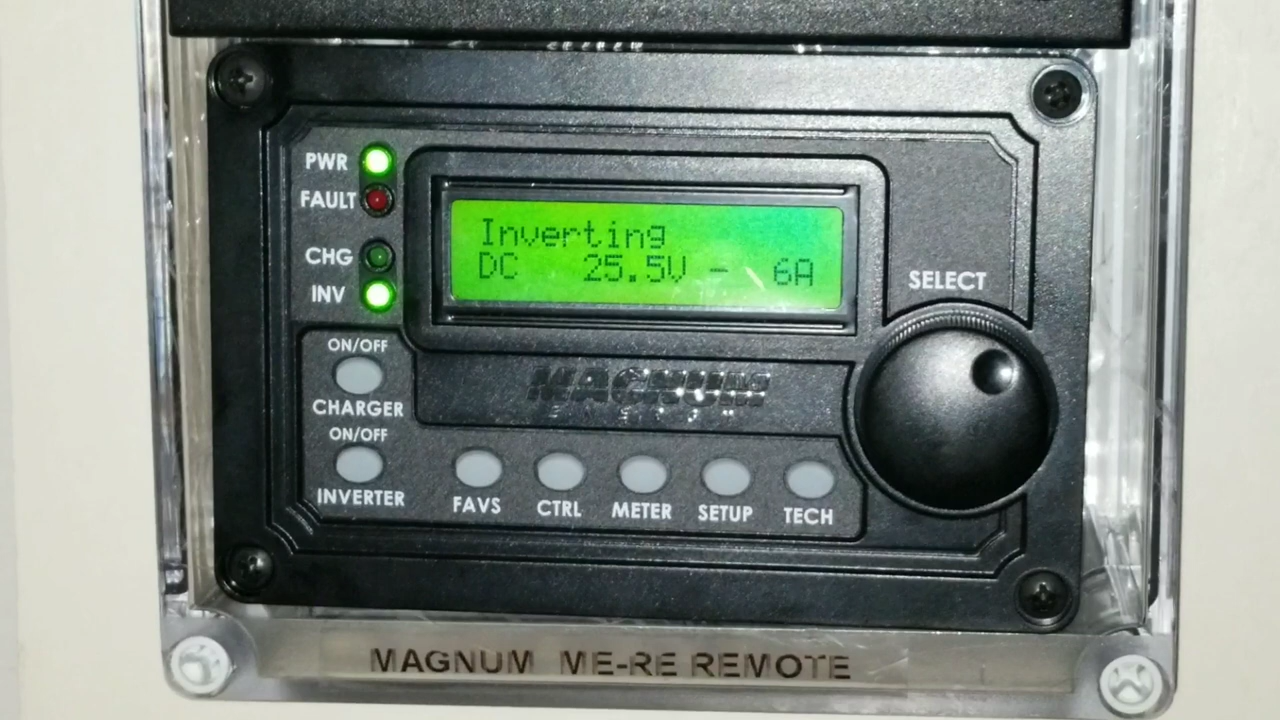 PWR
FAULT
CHG
INV
Inverting
DC 25.5V - 6A
SELECT
ON/OFF
CHARGER
ON/OFF
INVERTER
MAGNUM
FAVS
CTRL
METER
SETUP
TECH
MAGNUM ME-RE REMOTE